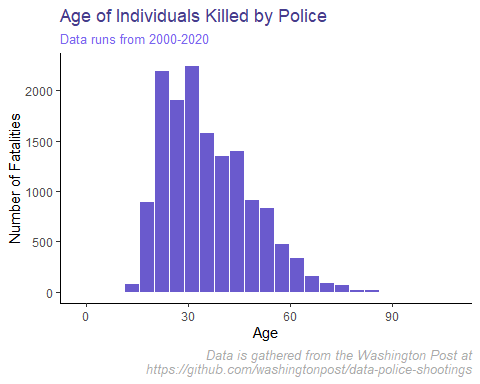 Age of Individuals Killed by Police
Data runs from 2000-2020
Number of Fatalities
2000
1500
1000
500
0
0 30 60 90
Age
Data is gathered from the Washington Post at
https://github.com/washingtonpost/data-police-shootings